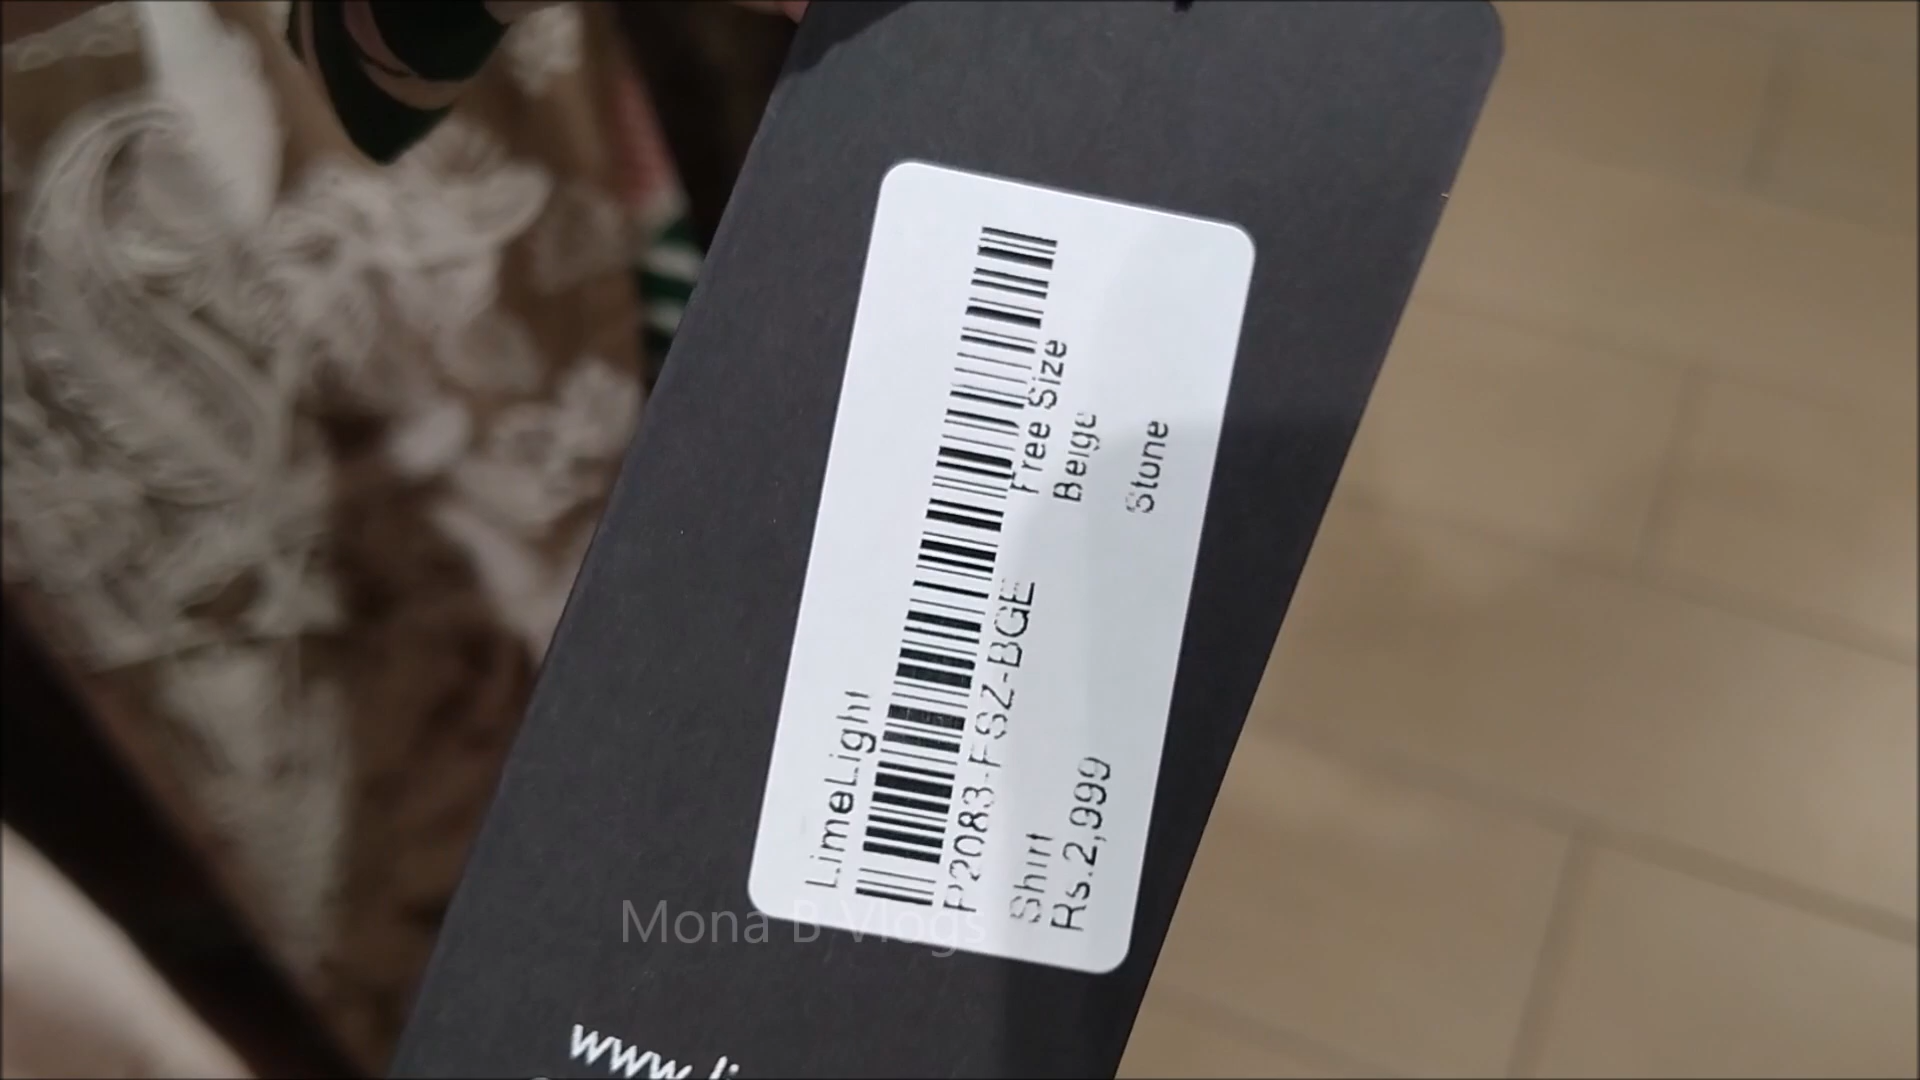 LimeLight
P2083-FSZ-BGE
Free Size
Shirt
Beige
Rs.2,999
Stone
Mona B Vlogs
www.li